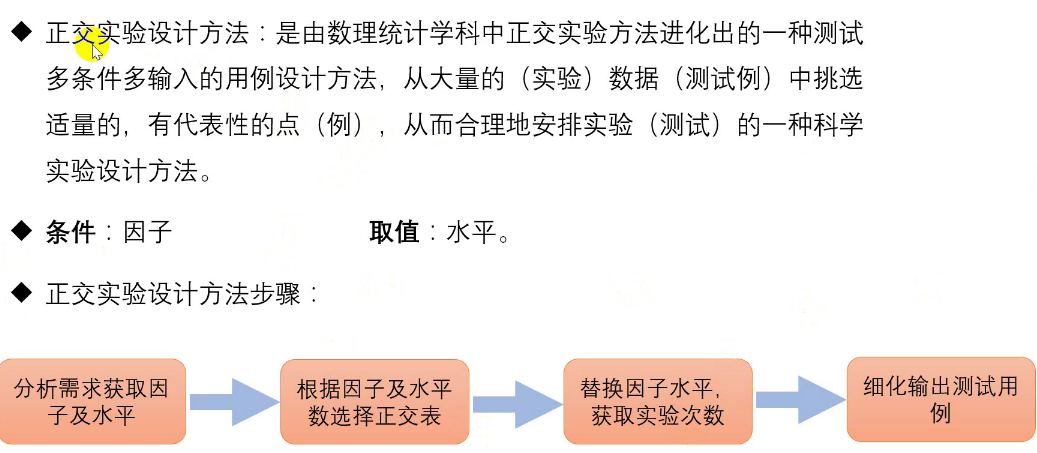 ◆ 正交实验设计方法：是由数理统计学科中正交实验方法进化出的一种测试
多条件多输入的用例设计方法，从大量的（实验）数据（测试例）中挑选
适量的，有代表性的点（例），从而合理地安排实验（测试）的一种科学
实验设计方法。
◆ 条件：因子 取值：水平。
◆ 正交实验设计方法步骤：
分析需求获取因
子及水平
根据因子及水平
数选择正交表
替换因子水平，
获取实验次数
细化输出测试用
例